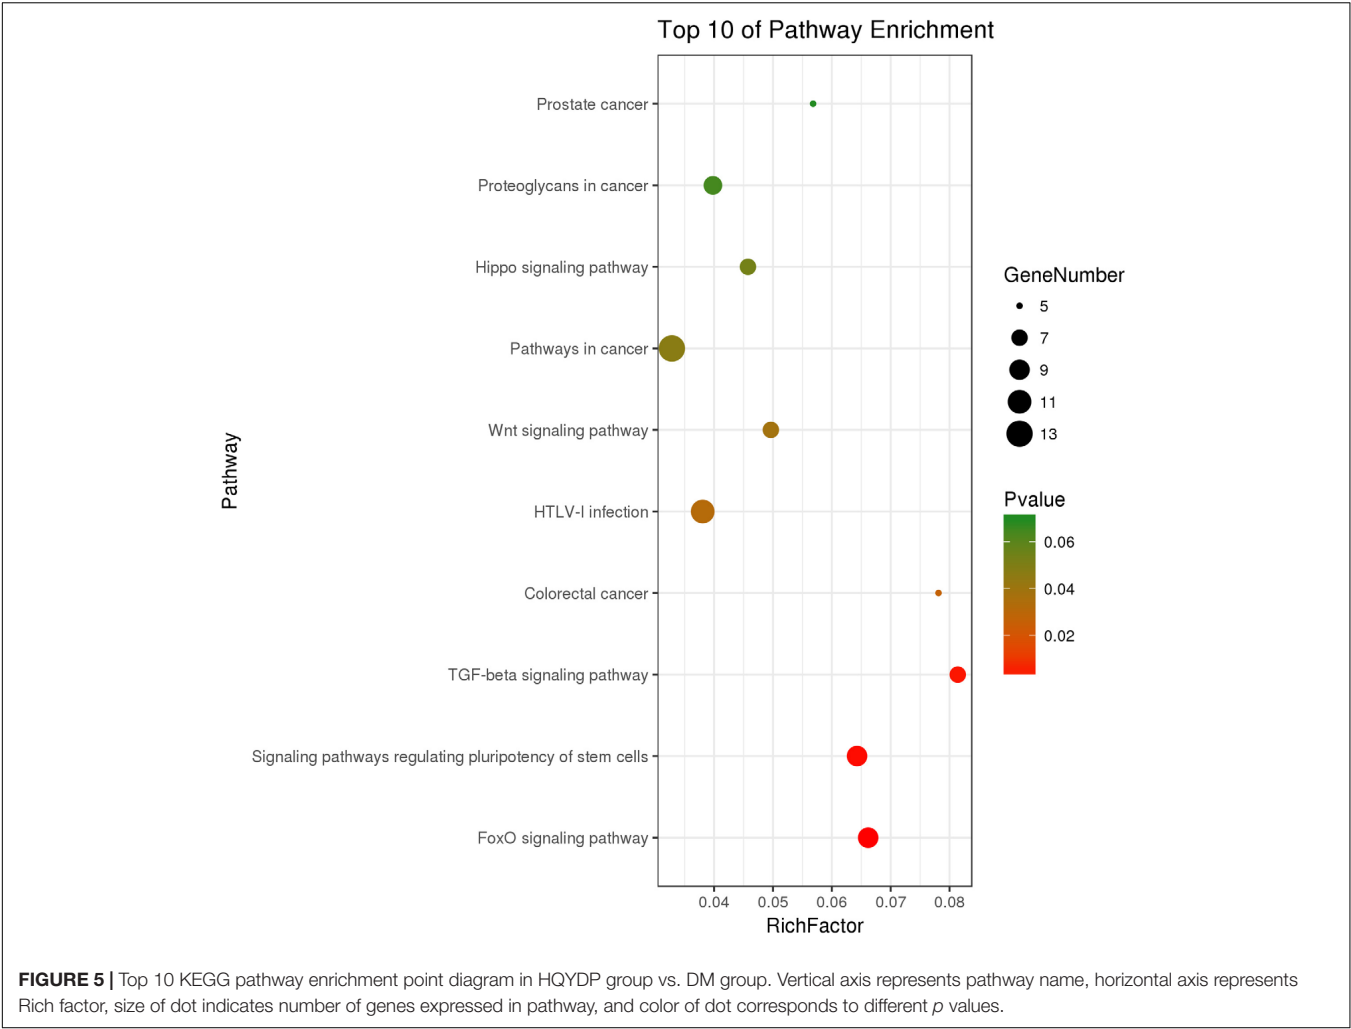 Top 10 of Pathway Enrichment
Prostate cancer
Proteoglycans in cancer
Hippo signaling pathway
Pathways in cancer
Wnt signaling pathway
HTLV-I infection
Colorectal cancer
TGF-beta signaling pathway
Signaling pathways regulating pluripotency of stem cells
FoxO signaling pathway
Pathway
0.04 0.05 0.06 0.07 0.08
RichFactor
GeneNumber
5
7
9
11
13
Pvalue
0.06
0.04
0.02
FIGURE 5 | Top 10 KEGG pathway enrichment point diagram in HQYDP group vs. DM group. Vertical axis represents pathway name, horizontal axis represents
Rich factor, size of dot indicates number of genes expressed in pathway, and color of dot corresponds to different p values.